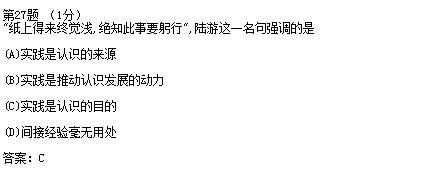 第27题 （1分）
“纸上得来终觉浅,绝知此事要躬行”,陆游这一名句强调的是
(A)实践是认识的来源
(B)实践是推动认识发展的动力
(C)实践是认识的目的
(D)间接经验毫无用处
答案: C